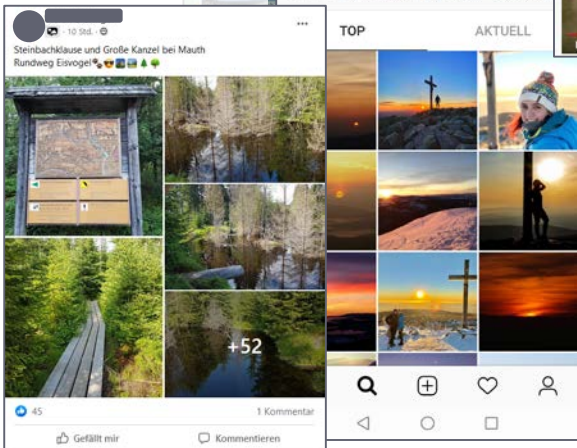 10 Std.
Steinbachklause und Große Kanzel bei Mauth
Rundweg Eisvogel
+52
45
1 Kommentar
Gefällt mir
Kommentieren
TOP
AKTUELL